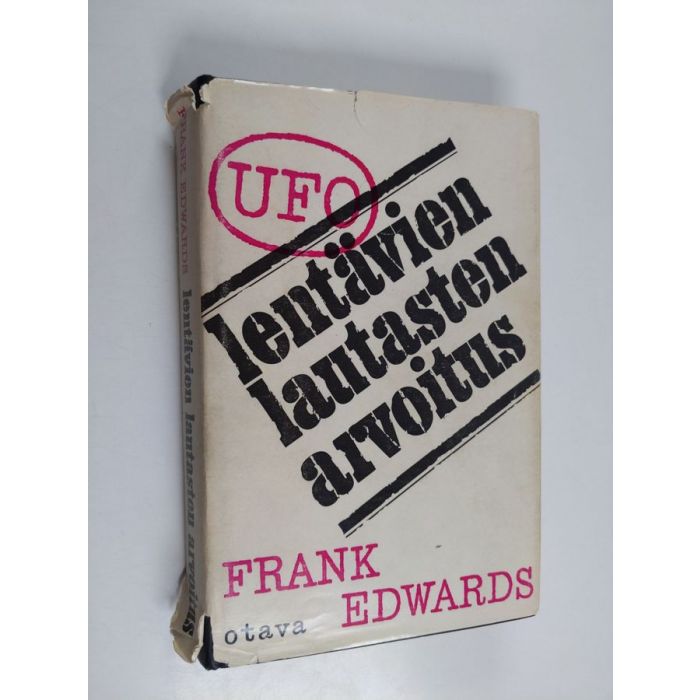 UFO
lentävien
lautasten
arvoitus
FRANK
EDWARDS
otava
FRANK EDWARDS lentävien lautasten arvoitus